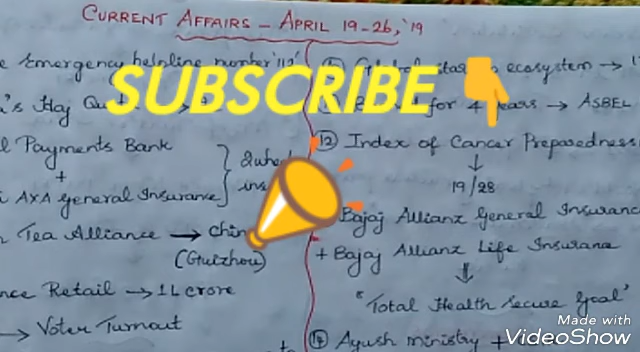 CURRENT AFFAIRS - APRIL 19-26, '19
Emergency helpline number '112'
SUBSCRIBE
ecosystem →
's Haj
for 4 years → ASBEL
Payments Bank
+
AXA General Insurance
⑫ Index of Cancer Preparedness
↓
19/28
Tea Alliance →
(Guizhou)
Bajaj Allianz General Insurance
+ Bajaj Allianz Life Insurance
⇓
"Total Health Secure Goal"
Retail → 1L crore
→ Voter Turnout
⑭ Ayush ministry +
Made with
VideoShow